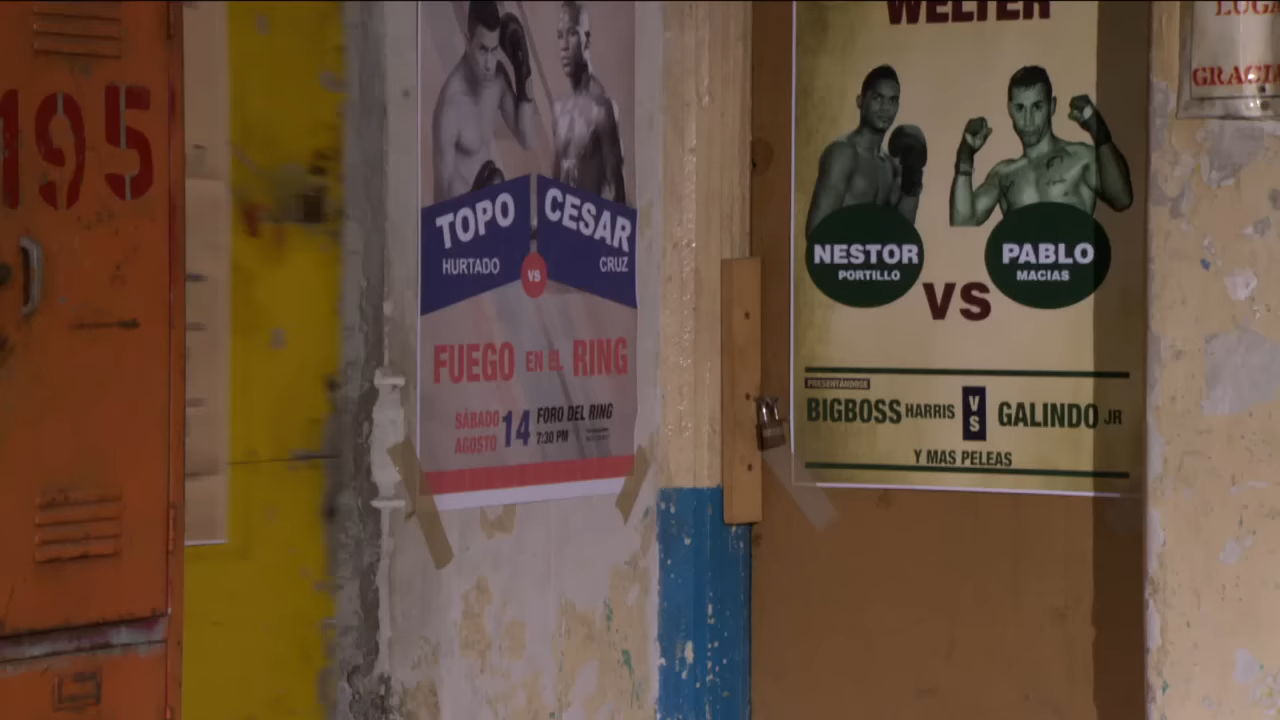 195
TOPO
HURTADO
VS
CESAR
CRUZ
FUEGO EN EL RING
SÁBADO 14 FORO DEL RING
AGOSTO 7:30 PM
WELTER
NESTOR
PORTILLO
VS
PABLO
MACIAS
PRESENTÁNDOSE
BIGBOSS HARRIS VS GALINDO JR
Y MAS PELEAS